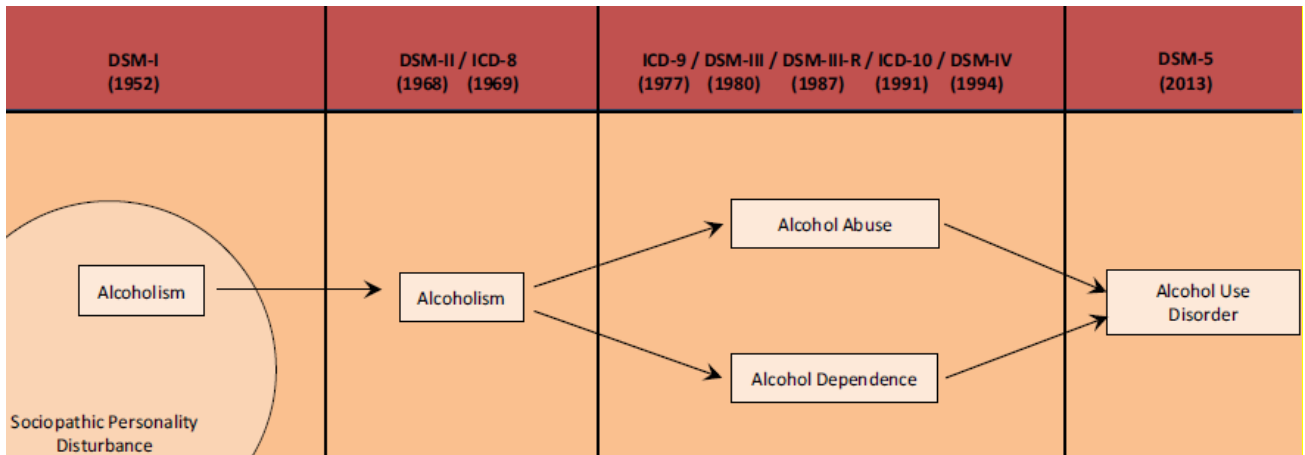 DSM-I
(1952)
DSM-II / ICD-8
(1968) (1969)
ICD-9 / DSM-III / DSM-III-R / ICD-10 / DSM-IV
(1977) (1980) (1987) (1991) (1994)
DSM-5
(2013)
Alcoholism
Alcoholism
Alcohol Abuse
Alcohol Dependence
Alcohol Use
Disorder
Sociopathic Personality
Disturbance